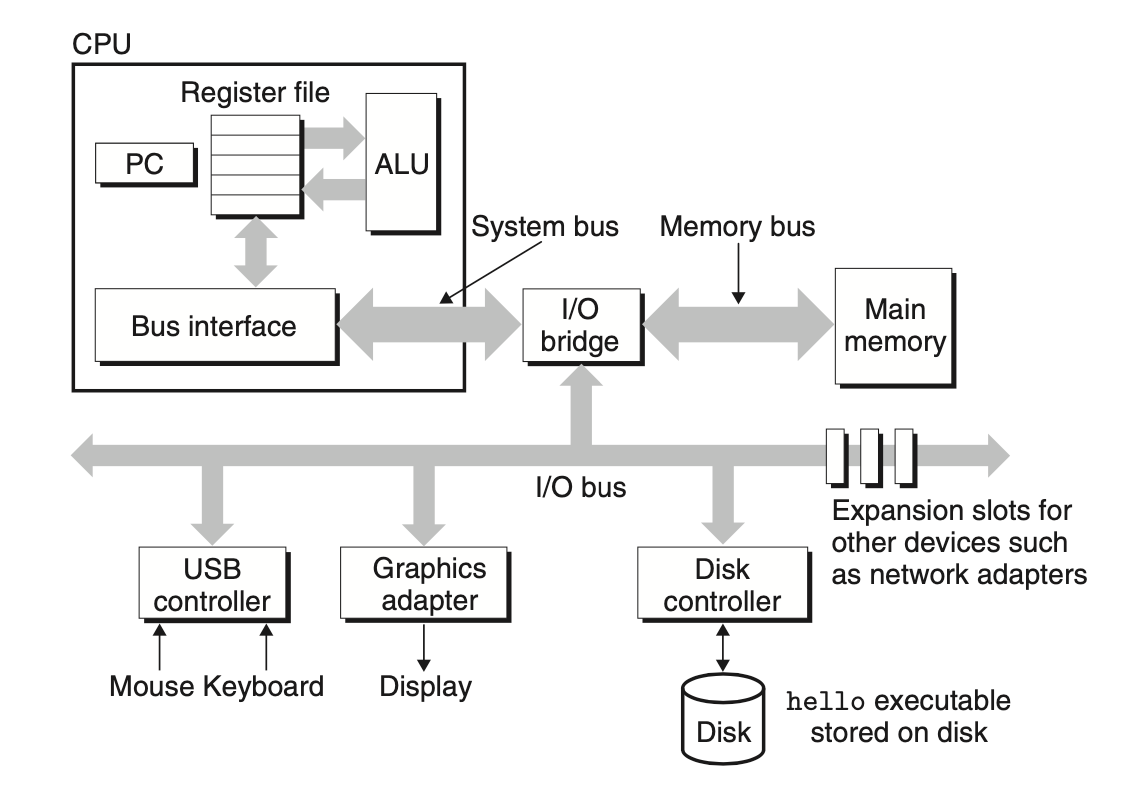 CPU
Register file
PC
ALU
System bus
Memory bus
Bus interface
I/O
bridge
Main
memory
I/O bus
Expansion slots for
other devices such
as network adapters
USB
controller
Graphics
adapter
Disk
controller
Mouse Keyboard
Display
Disk
hello executable
stored on disk